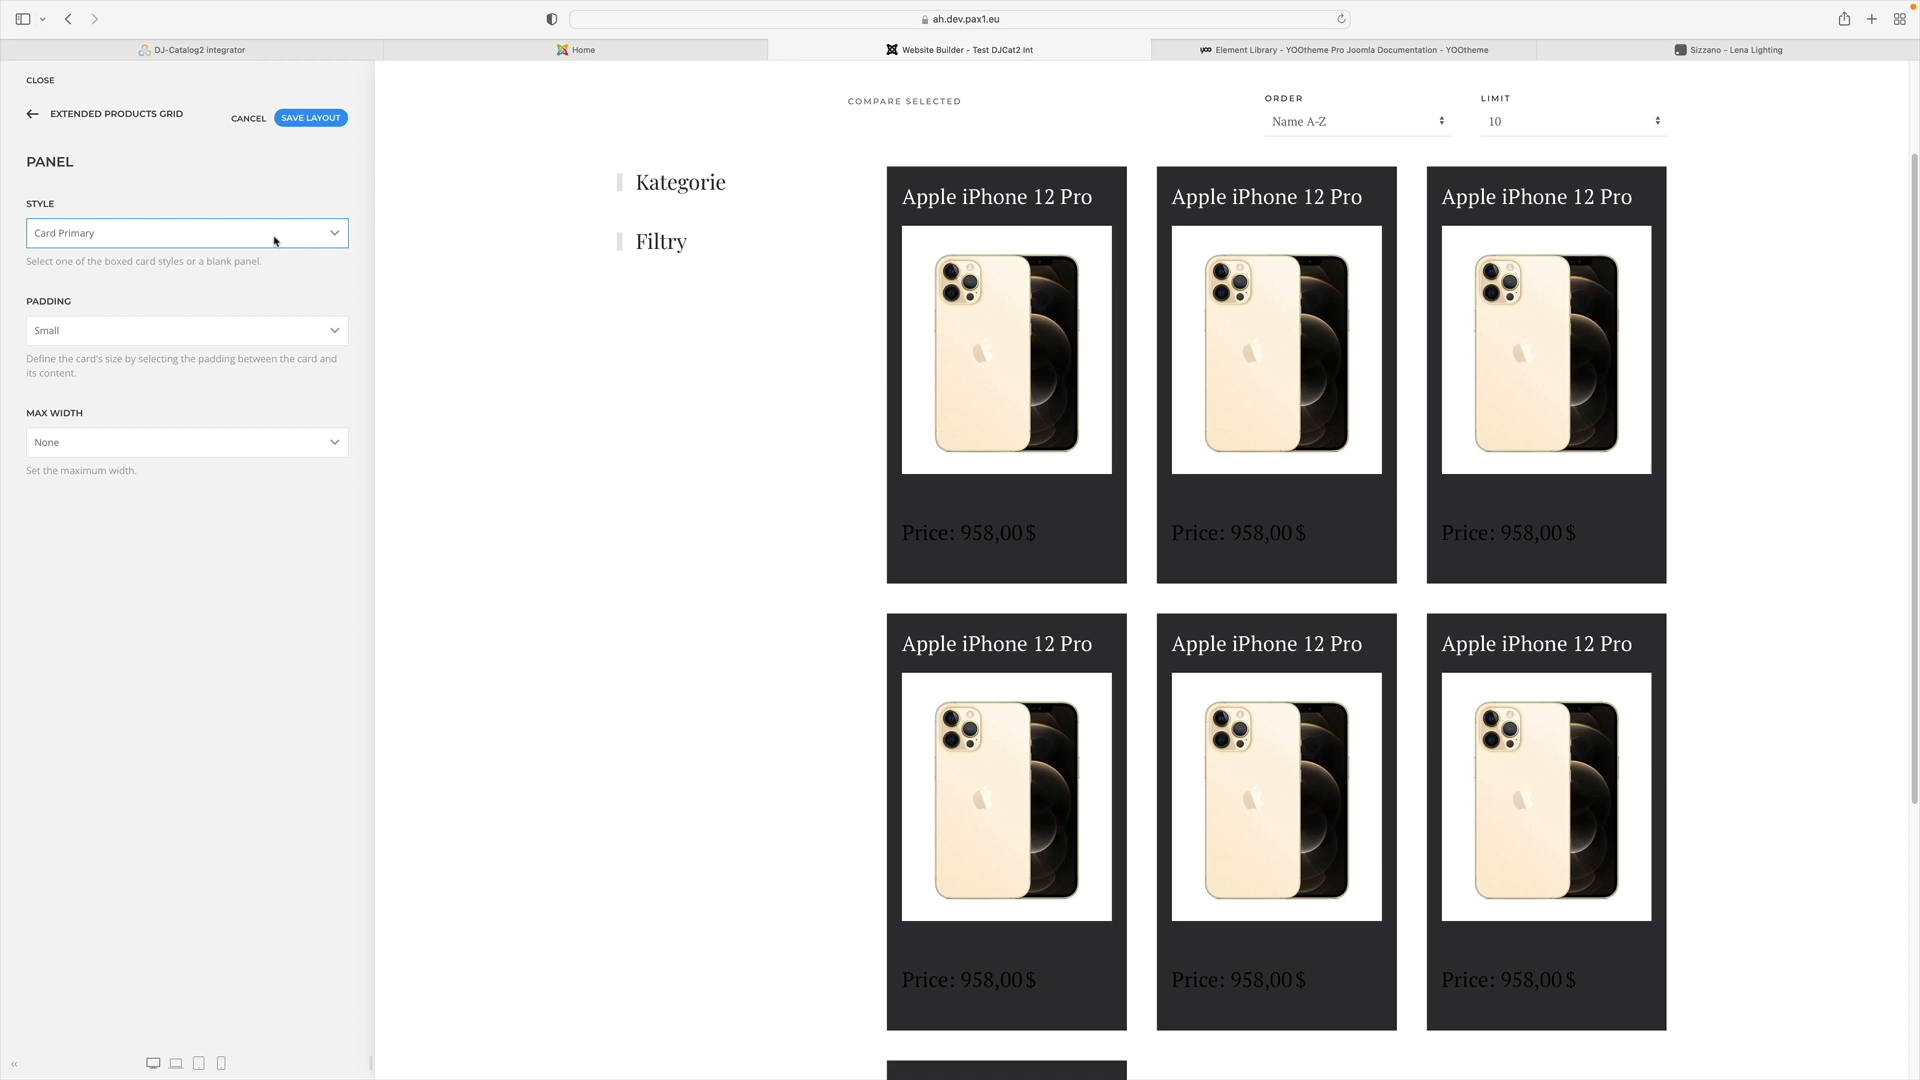 ah.dev.pax1.eu
DJ-Catalog2 integrator
Home
Website Builder - Test DJCat2 Int
Element Library - YOOtheme Pro Joomla Documentation - YOOtheme
Sizzano - Lena Lighting
CLOSE
EXTENDED PRODUCTS GRID
CANCEL
SAVE LAYOUT
PANEL
STYLE
Card Primary
Select one of the boxed card styles or a blank panel.
PADDING
Small
Define the card's size by selecting the padding between the card and
its content.
MAX WIDTH
None
Set the maximum width.
COMPARE SELECTED
ORDER
Name A-Z
LIMIT
10
Kategorie
Filtry
Apple iPhone 12 Pro
Apple iPhone 12 Pro
Apple iPhone 12 Pro
Price: 958,00 $
Price: 958,00 $
Price: 958,00 $
Apple iPhone 12 Pro
Apple iPhone 12 Pro
Apple iPhone 12 Pro
Price: 958,00 $
Price: 958,00 $
Price: 958,00 $